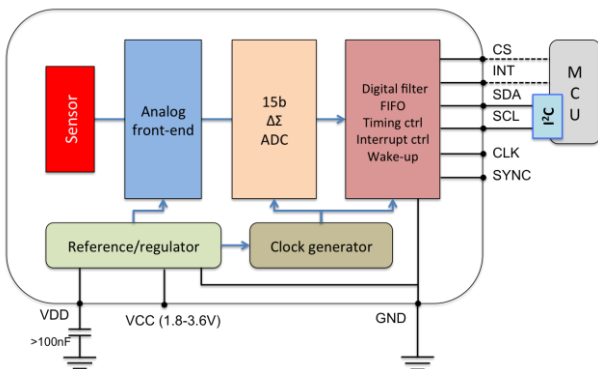 Sensor
Analog
front-end
15b
ΔΣ
ADC
Digital filter
FIFO
Timing ctrl
Interrupt ctrl
Wake-up
CS
INT
SDA
SCL
CLK
SYNC
I²C
M
C
U
Reference/regulator
Clock generator
VDD
>100nF
VCC (1.8-3.6V)
GND